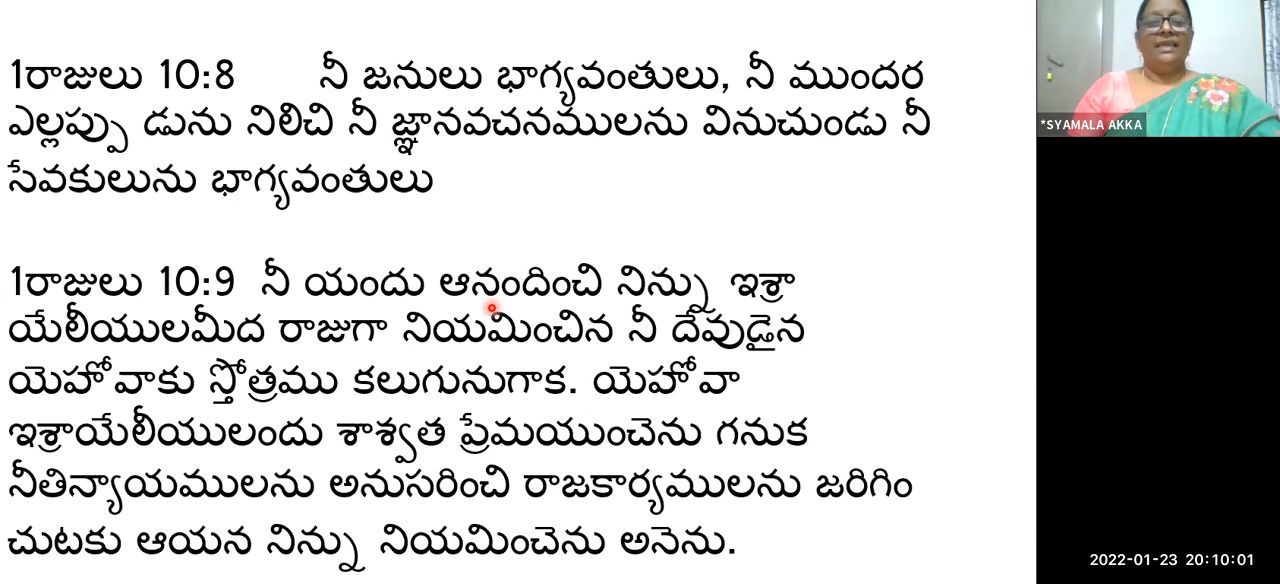 1రాజులు 10:8 నీ జనులు భాగ్యవంతులు, నీ ముందర
ఎల్లప్పు డును నిలిచి నీ జ్ఞానవచనములను వినుచుండు నీ
సేవకులును భాగ్యవంతులు
1రాజులు 10:9 నీ యందు ఆనందించి నిన్ను ఇశ్రా
యేలీయులమీద రాజుగా నియమించిన నీ దేవుడైన
యెహోవాకు స్తోత్రము కలుగునుగాక. యెహోవా
ఇశ్రాయేలీయులందు శాశ్వత ప్రేమయుంచెను గనుక
నీతిన్యాయములను అనుసరించి రాజకార్యములను జరిగిం
చుటకు ఆయన నిన్ను నియమించెను అనెను.
*SYAMALA AKKA
2022-01-23 20:10:01